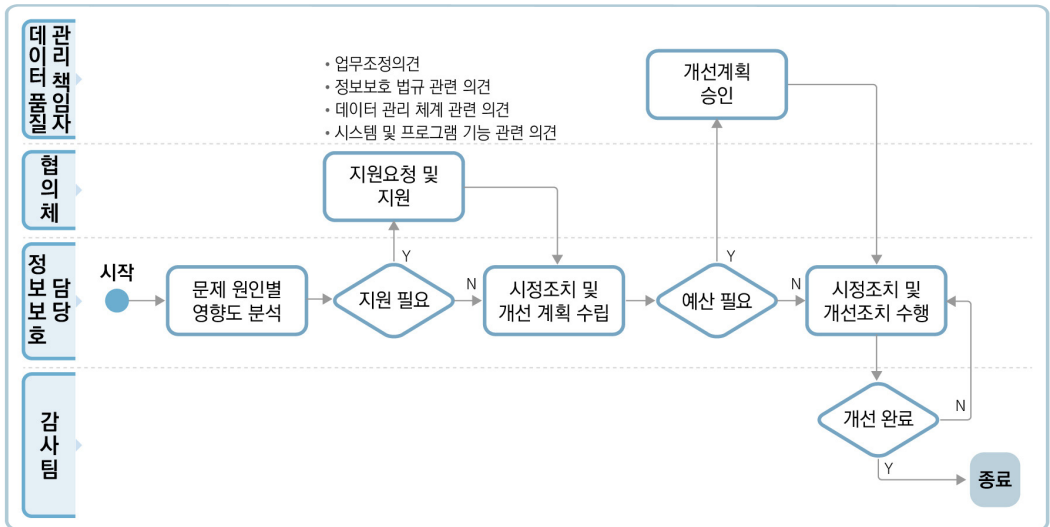 데이터 품질
관리 책임자
• 업무조정의견
• 정보보호 법규 관련 의견
• 데이터 관리 체계 관련 의견
• 시스템 및 프로그램 기능 관련 의견
개선계획
승인
협의체
지원요청 및
지원
정보보호
담당
시작
문제 원인별
영향도 분석
지원 필요
Y
N
시정조치 및
개선 계획 수립
예산 필요
Y
N
시정조치 및
개선조치 수행
감사팀
개선 완료
N
Y
종료